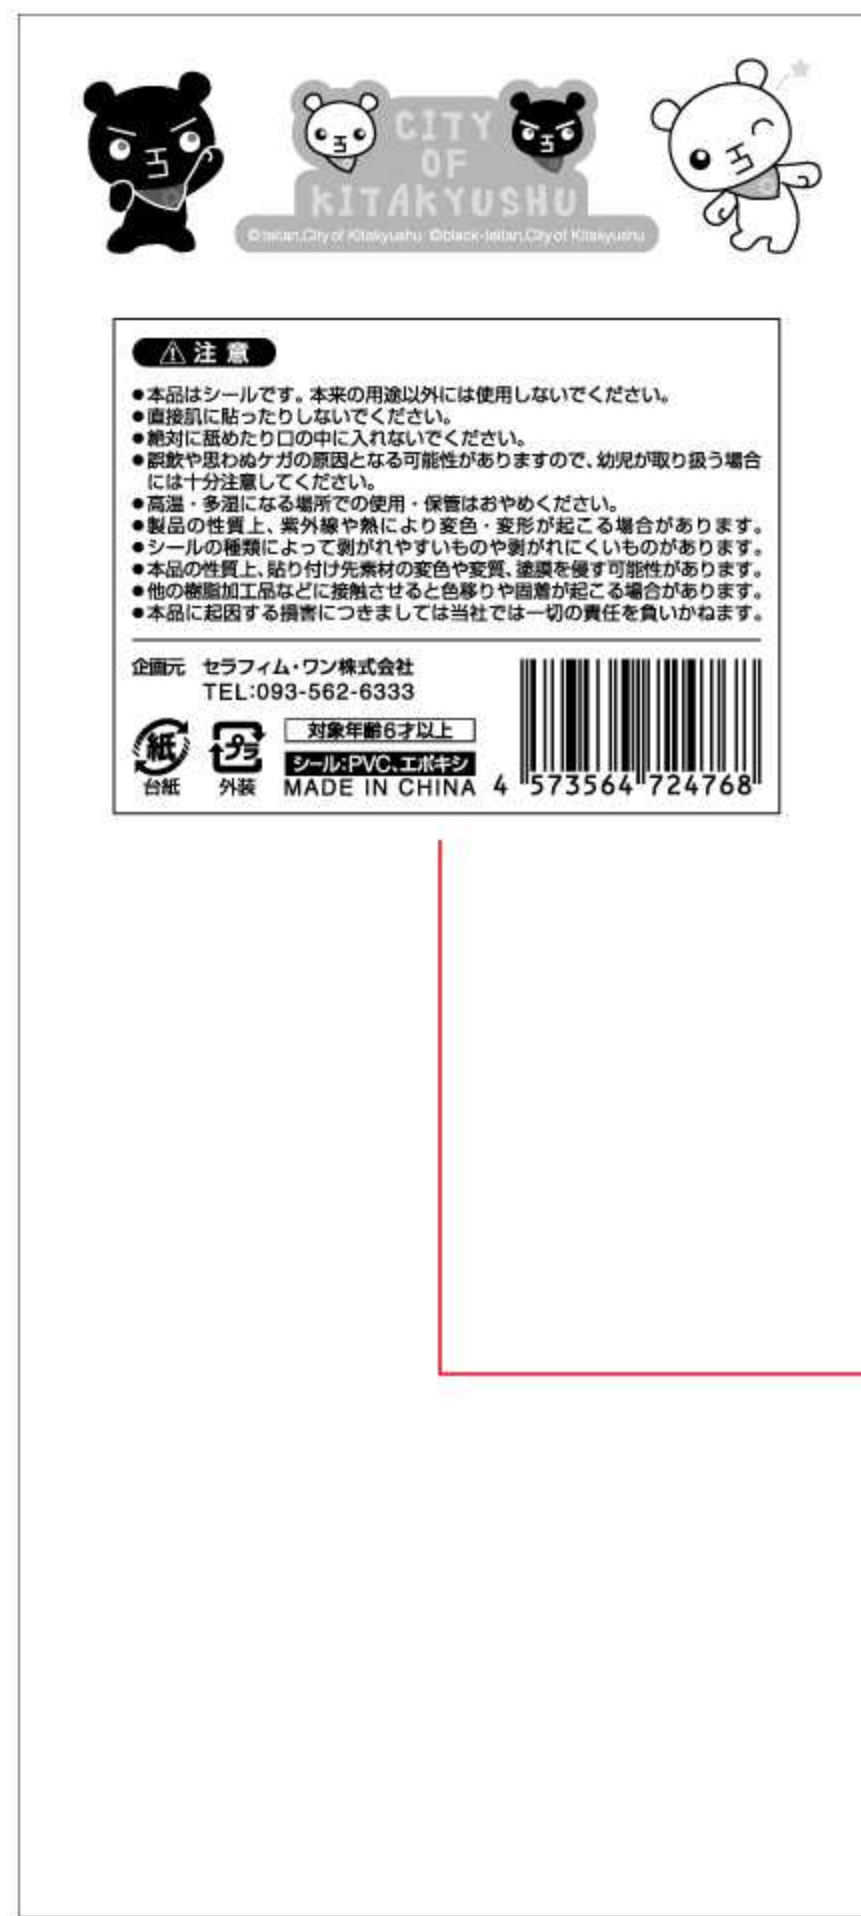 CITY
OF
KITAKYUSHU
©teitan,City of Kitakyushu ©black-teitan,City of Kitakyushu
注意
●本品はシールです。本来の用途以外には使用しないでください。
●直接肌に貼ったりしないでください。
●絶対に舐めたり口の中に入れないでください。
●誤飲や思わぬケガの原因となる可能性がありますので、幼児が取り扱う場合
には十分注意してください。
●高温・多湿になる場所での使用・保管はおやめください。
●製品の性質上、紫外線や熱により変色・変形が起こる場合があります。
●シールの種類によって剥がれやすいものや剥がれにくいものがあります。
●本品の性質上、貼り付け先素材の変色や変質、塗膜を侵す可能性があります。
●他の樹脂加工品などに接触させると色移りや固着が起こる場合があります。
●本品に起因する損害につきましては当社では一切の責任を負いかねます。
企画元 セラフィム・ワン株式会社
TEL:093-562-6333
紙
台紙
プラ
外装
対象年齢6才以上
シール:PVC、エポキシ
MADE IN CHINA
4 573564 724768